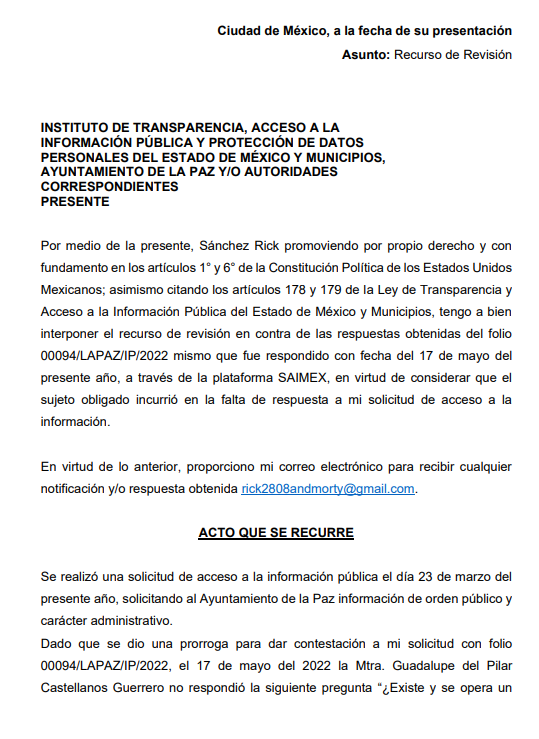 Ciudad de México, a la fecha de su presentación
Asunto: Recurso de Revisión
INSTITUTO DE TRANSPARENCIA, ACCESO A LA
INFORMACIÓN PÚBLICA Y PROTECCIÓN DE DATOS
PERSONALES DEL ESTADO DE MÉXICO Y MUNICIPIOS,
AYUNTAMIENTO DE LA PAZ Y/O AUTORIDADES
CORRESPONDIENTES
PRESENTE
Por medio de la presente, Sánchez Rick promoviendo por propio derecho y con
fundamento en los artículos 1° y 6° de la Constitución Política de los Estados Unidos
Mexicanos; asimismo citando los artículos 178 y 179 de la Ley de Transparencia y
Acceso a la Información Pública del Estado de México y Municipios, tengo a bien
interponer el recurso de revisión en contra de las respuestas obtenidas del folio
00094/LAPAZ/IP/2022 mismo que fue respondido con fecha del 17 de mayo del
presente año, a través de la plataforma SAIMEX, en virtud de considerar que el
sujeto obligado incurrió en la falta de respuesta a mi solicitud de acceso a la
información.
En virtud de lo anterior, proporciono mi correo electrónico para recibir cualquier
notificación y/o respuesta obtenida rick2808andmorty@gmail.com.
ACTO QUE SE RECURRE
Se realizó una solicitud de acceso a la información pública el día 23 de marzo del
presente año, solicitando al Ayuntamiento de la Paz información de orden público y
carácter administrativo.
Dado que se dio una prorroga para dar contestación a mi solicitud con folio
00094/LAPAZ/IP/2022, el 17 de mayo del 2022 la Mtra. Guadalupe del Pilar
Castellanos Guerrero no respondió la siguiente pregunta “¿Existe y se opera un